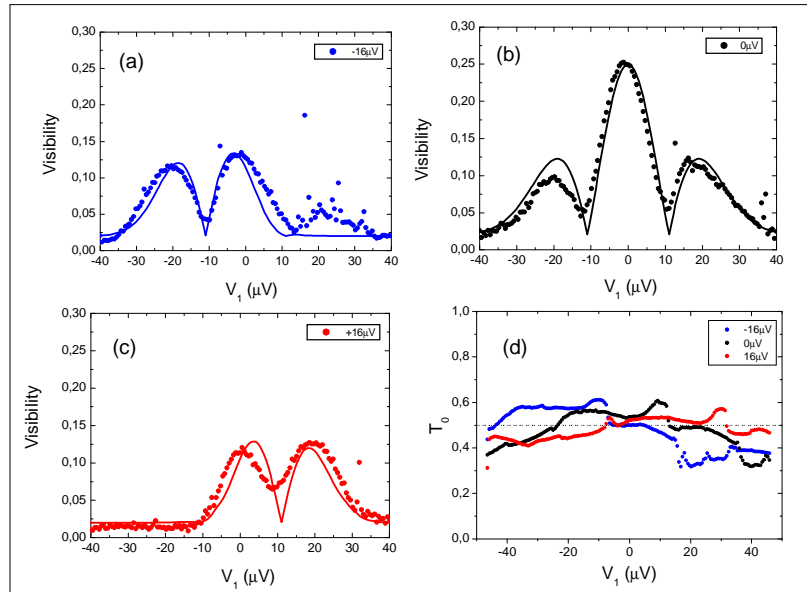 (a)
-16μV
0,30
0,25
0,20
0,15
0,10
0,05
0,00
Visibility
-40 -30 -20 -10 0 10 20 30 40
V1 (μV)
(b)
0μV
0,30
0,25
0,20
0,15
0,10
0,05
0,00
Visibility
-40 -30 -20 -10 0 10 20 30 40
V1 (μV)
(c)
+16μV
0,30
0,25
0,20
0,15
0,10
0,05
0,00
Visibility
-40 -30 -20 -10 0 10 20 30 40
V1 (μV)
(d)
-16μV
0μV
16μV
1,0
0,8
0,6
0,4
0,2
0,0
T0
-40 -20 0 20 40
V1 (μV)